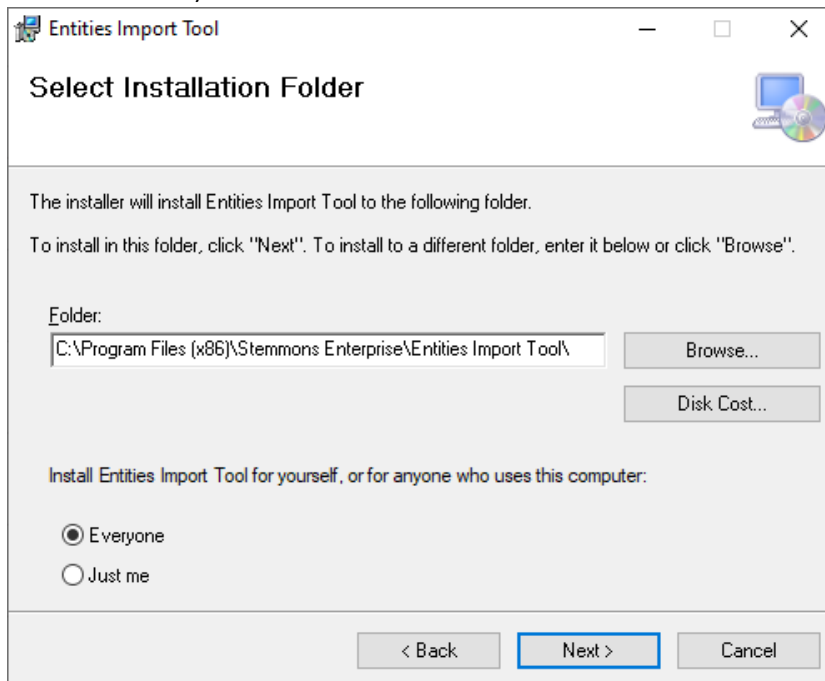 Entities Import Tool
Select Installation Folder
The installer will install Entities Import Tool to the following folder.
To install in this folder, click "Next". To install to a different folder, enter it below or click "Browse".
Folder:
C:\Program Files (x86)\Stemmons Enterprise\Entities Import Tool\
Browse...
Disk Cost...
Install Entities Import Tool for yourself, or for anyone who uses this computer:
Everyone
Just me
< Back
Next >
Cancel